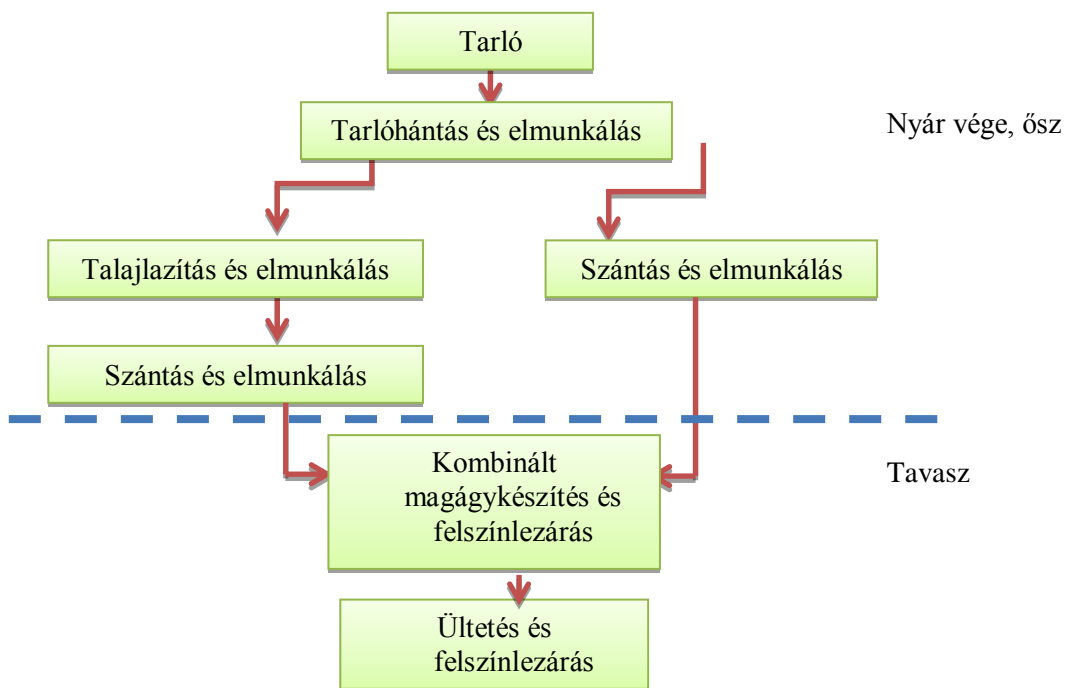 Tarló
Tarlóhántás és elmunkálás
Nyár vége, ősz
Talajlazítás és elmunkálás
Szántás és elmunkálás
Szántás és elmunkálás
Kombinált
magágykészítés és
felszínlezárás
Tavasz
Ültetés és
felszínlezárás